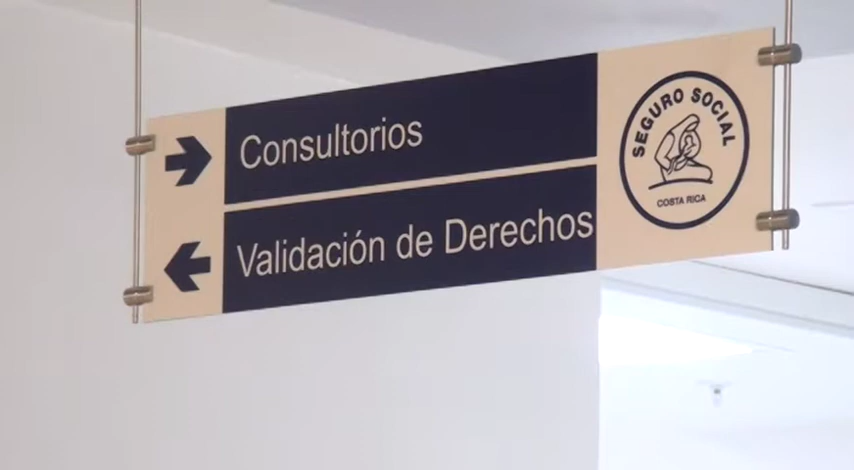 Consultorios
Validación de Derechos
SEGURO SOCIAL
COSTA RICA